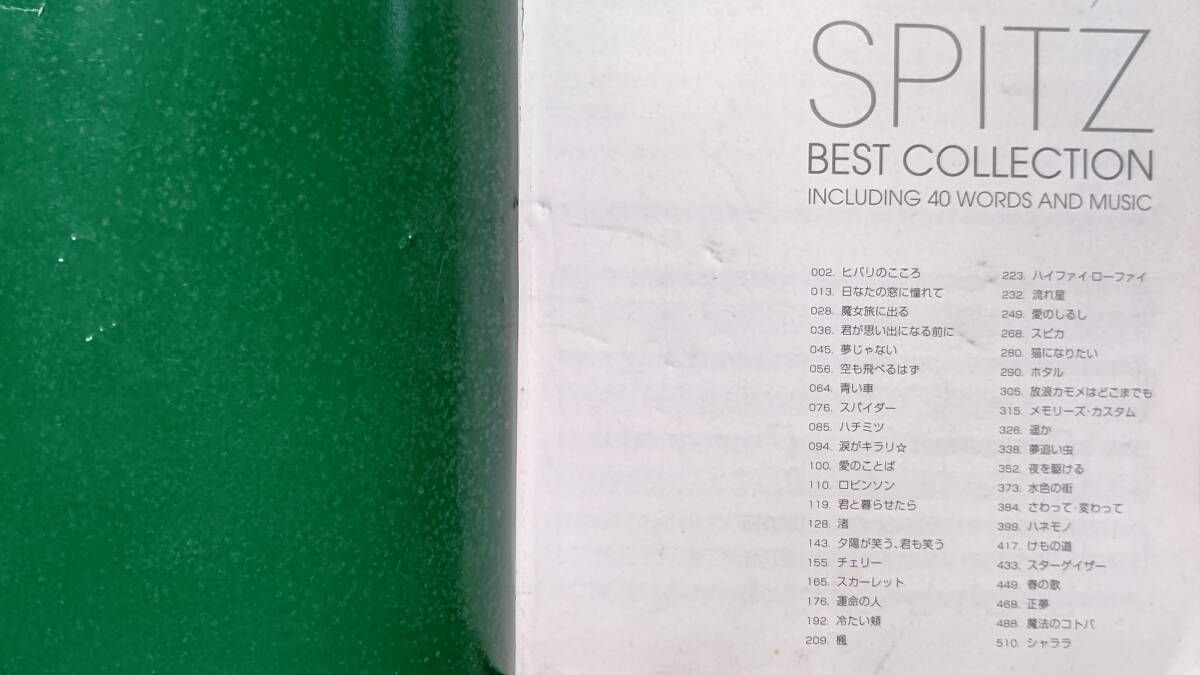 SPITZ
BEST COLLECTION
INCLUDING 40 WORDS AND MUSIC
002. ヒバリのこころ
013. 日なたの窓に憧れて
028. 魔女旅に出る
036. 君が思い出になる前に
045. 夢じゃない
056. 空も飛べるはず
064. 青い車
076. スパイダー
085. ハチミツ
094. 涙がキラリ☆
100. 愛のことば
110. ロビンソン
119. 君と暮らせたら
128. 渚
143. 夕陽が笑う、君も笑う
155. チェリー
165. スカーレット
176. 運命の人
192. 冷たい頬
209. 楓
223. ハイファイ・ローファイ
232. 流れ星
249. 愛のしるし
268. スピカ
280. 猫になりたい
290. ホタル
305. 放浪カモメはどこまでも
315. メモリーズ・カスタム
326. 遥か
338. 夢追い虫
352. 夜を駆ける
373. 水色の街
384. さわって・変わって
399. ハネモノ
417. けもの道
433. スターゲイザー
449. 春の歌
468. 正夢
488. 魔法のコトバ
510. シャララ